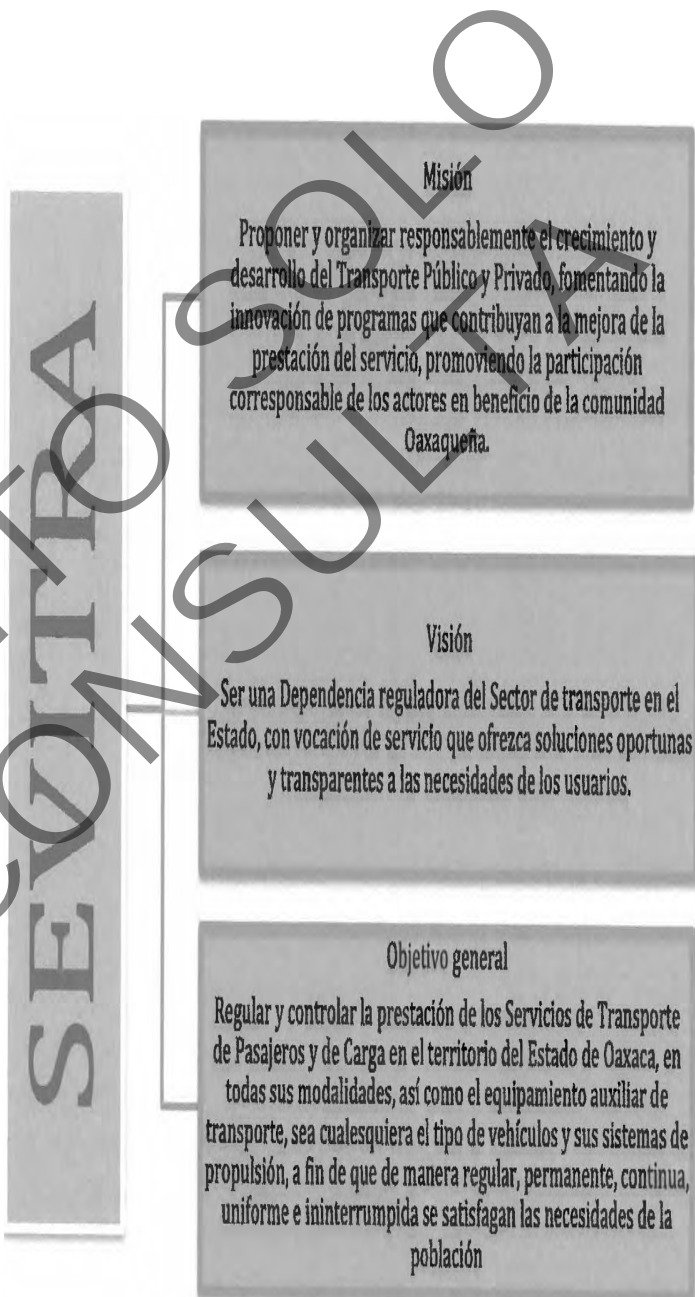 SEVITRA
Misión
Proponer y organizar responsablemente el crecimiento y
desarrollo del Transporte Público y Privado, fomentando la
innovación de programas que contribuyan a la mejora de la
prestación del servicio, promoviendo la participación
corresponsable de los actores en beneficio de la comunidad
Oaxaqueña.
Visión
Ser una Dependencia reguladora del Sector de transporte en el
Estado, con vocación de servicio que ofrezca soluciones oportunas
y transparentes a las necesidades de los usuarios.
Objetivo general
Regular y controlar la prestación de los Servicios de Transporte
de Pasajeros y de Carga en el territorio del Estado de Oaxaca, en
todas sus modalidades, así como el equipamiento auxiliar de
transporte, sea cualesquiera el tipo de vehículos y sus sistemas de
propulsión, a fin de que de manera regular, permanente, continua,
uniforme e ininterrumpida se satisfagan las necesidades de la
población
TO SOLO
CONSULTA